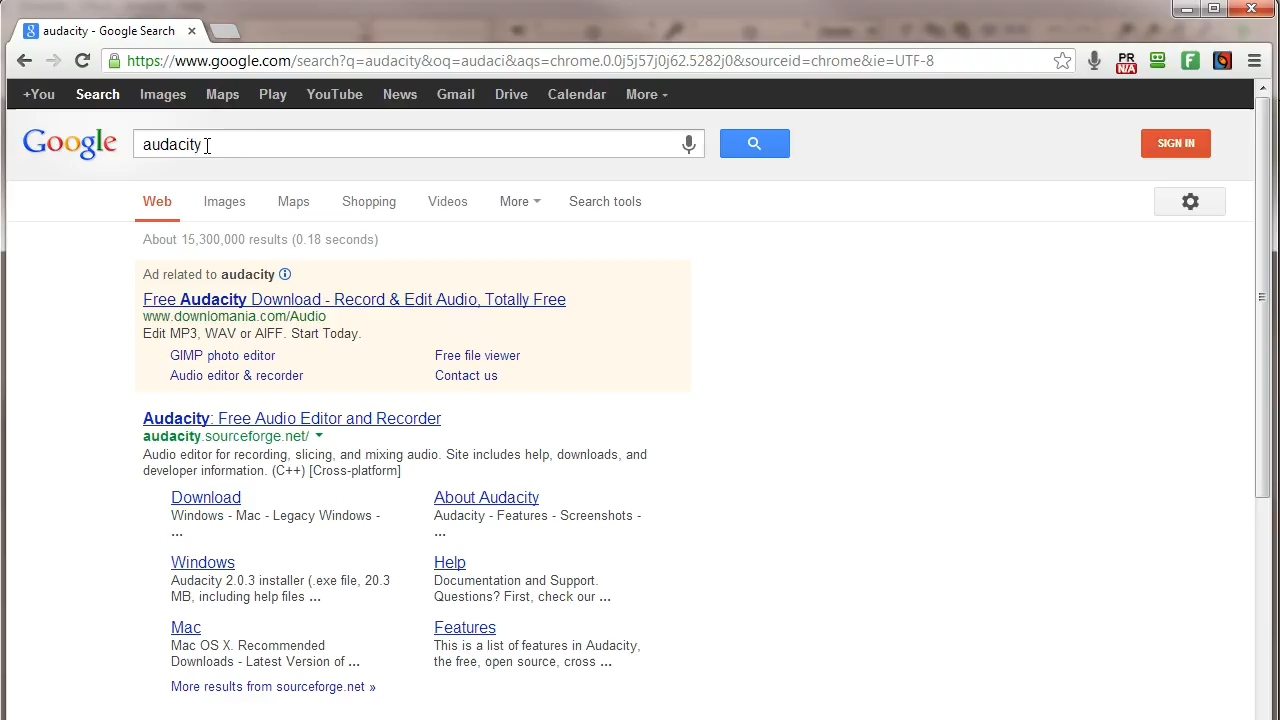 audacity - Google Search
https://www.google.com/search?q=audacity&oq=audaci&aqs=chrome.0.0j5j57j0j62.5282j0&sourceid=chrome&ie=UTF-8
PR
N/A
F
+You Search Images Maps Play YouTube News Gmail Drive Calendar More
Google audacity SIGN IN
Web Images Maps Shopping Videos More Search tools
About 15,300,000 results (0.18 seconds)
Ad related to audacity
Free Audacity Download - Record & Edit Audio, Totally Free
www.downlomania.com/Audio
Edit MP3, WAV or AIFF. Start Today.
GIMP photo editor Free file viewer
Audio editor & recorder Contact us
Audacity: Free Audio Editor and Recorder
audacity.sourceforge.net/
Audio editor for recording, slicing, and mixing audio. Site includes help, downloads, and
developer information. (C++) [Cross-platform]
Download About Audacity
Windows - Mac - Legacy Windows - Audacity - Features - Screenshots -
... ...
Windows Help
Audacity 2.0.3 installer (.exe file, 20.3 Documentation and Support.
MB, including help files ... Questions? First, check our ...
Mac Features
Mac OS X. Recommended This is a list of features in Audacity,
Downloads - Latest Version of ... the free, open source, cross ...
More results from sourceforge.net »